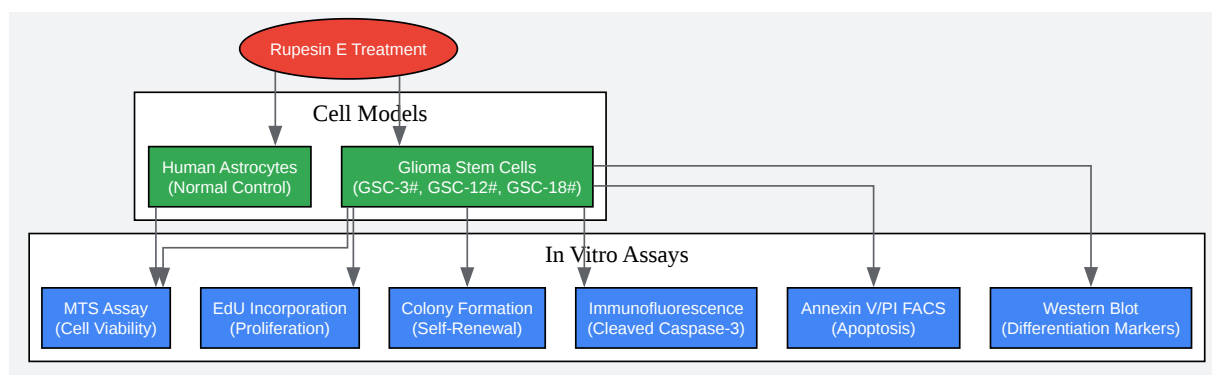 Rupesin E Treatment
Cell Models
Human Astrocytes
(Normal Control)
Glioma Stem Cells
(GSC-3#, GSC-12#, GSC-18#)
In Vitro Assays
MTS Assay
(Cell Viability)
EdU Incorporation
(Proliferation)
Colony Formation
(Self-Renewal)
Immunofluorescence
(Cleaved Caspase-3)
Annexin V/PI FACS
(Apoptosis)
Western Blot
(Differentiation Markers)